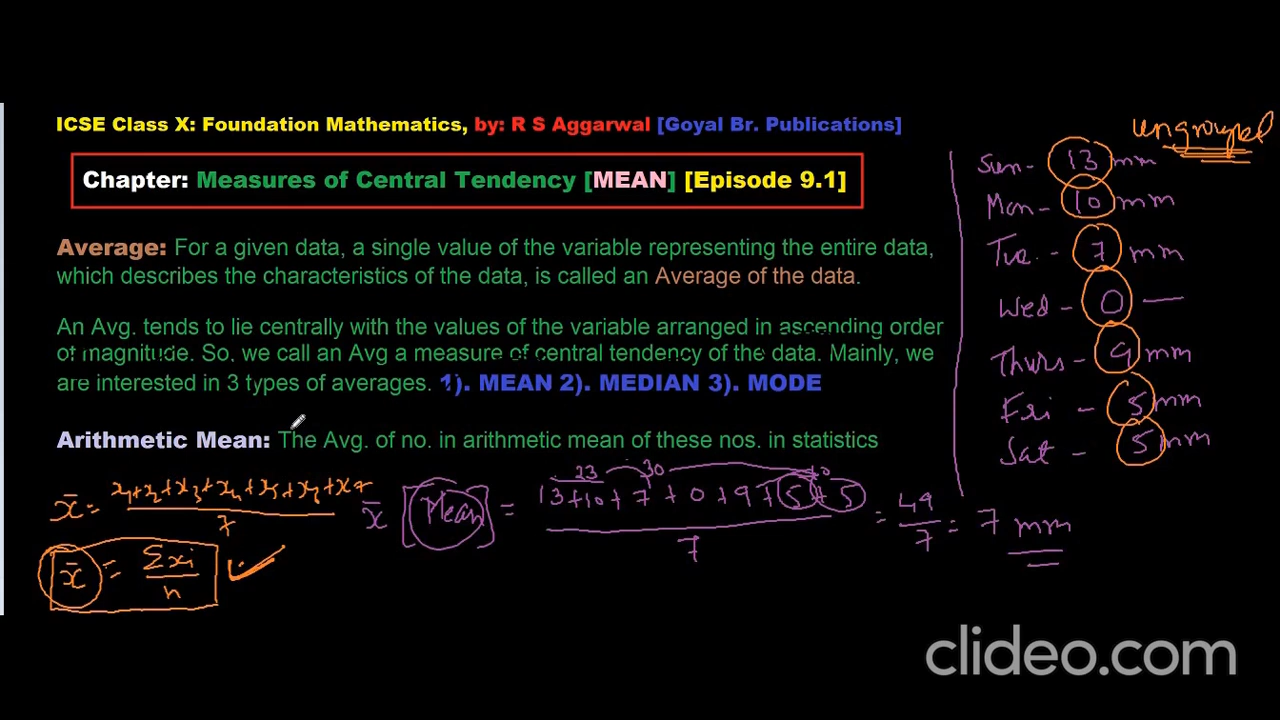 ICSE Class X: Foundation Mathematics, by: R S Aggarwal [Goyal Br. Publications]
Chapter: Measures of Central Tendency [MEAN] [Episode 9.1]
Average: For a given data, a single value of the variable representing the entire data,
which describes the characteristics of the data, is called an Average of the data.
An Avg. tends to lie centrally with the values of the variable arranged in ascending order
of magnitude. So, we call an Avg a measure of central tendency of the data. Mainly, we
are interested in 3 types of averages. 1). MEAN 2). MEDIAN 3). MODE
Arithmetic Mean: The Avg. of no. in arithmetic mean of these nos. in statistics
ungrouped
Sun- 13 mm
Mon- 10 mm
Tue. - 7 mm
Wed - 0 —
Thurs - 9 mm
Fri - 5 mm
Sat - 5 mm
x̄ = x1+x2+x3+x4+x5+x6+x7
7
x̄ = Σxi
n
23 30
x̄ [Mean] = 13+10+7+0+9+5+5
7
= 49
7
= 7 mm
clideo.com